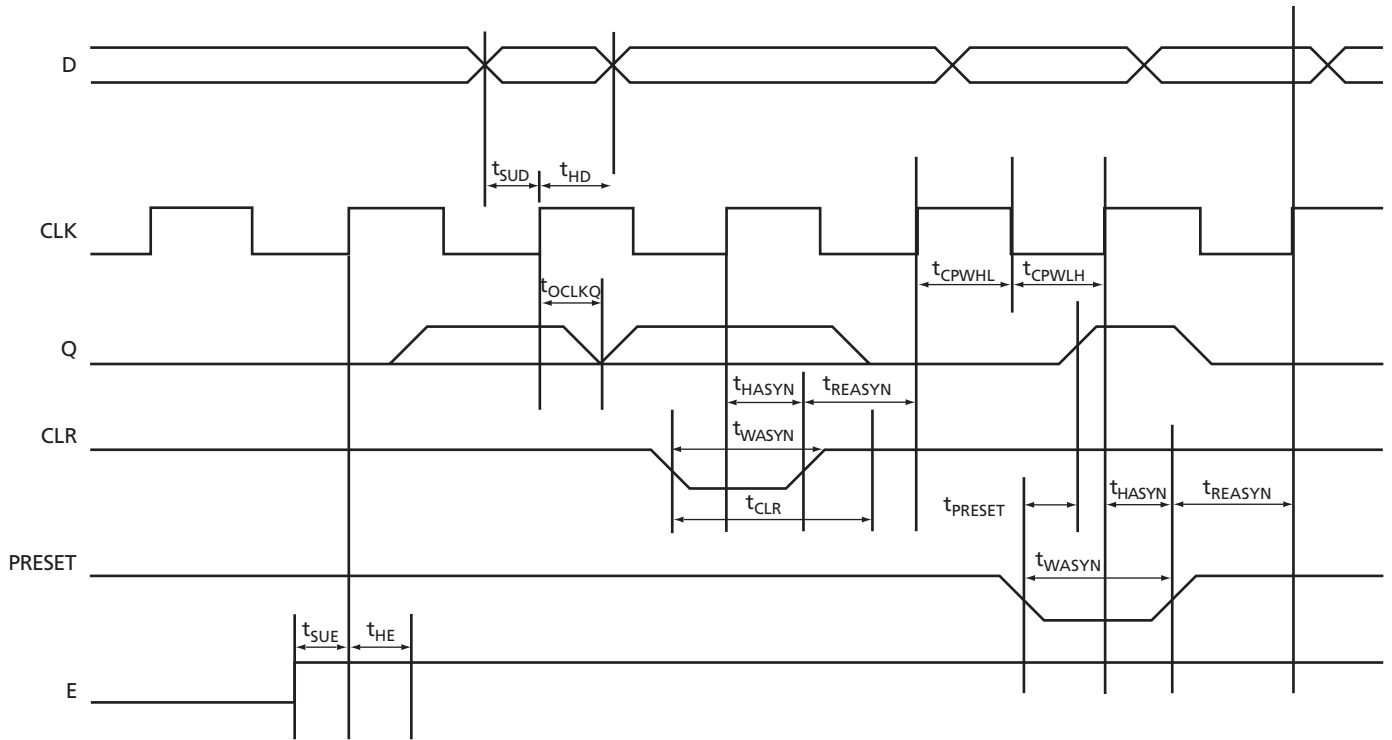 D
tSUD tHD
CLK
tCPWHL tCPWLH
tOCLKQ
Q
tHASYN tREASYN
CLR
tWASYN
tCLR
tPRESET
tHASYN tREASYN
PRESET
tWASYN
tSUE tHE
E